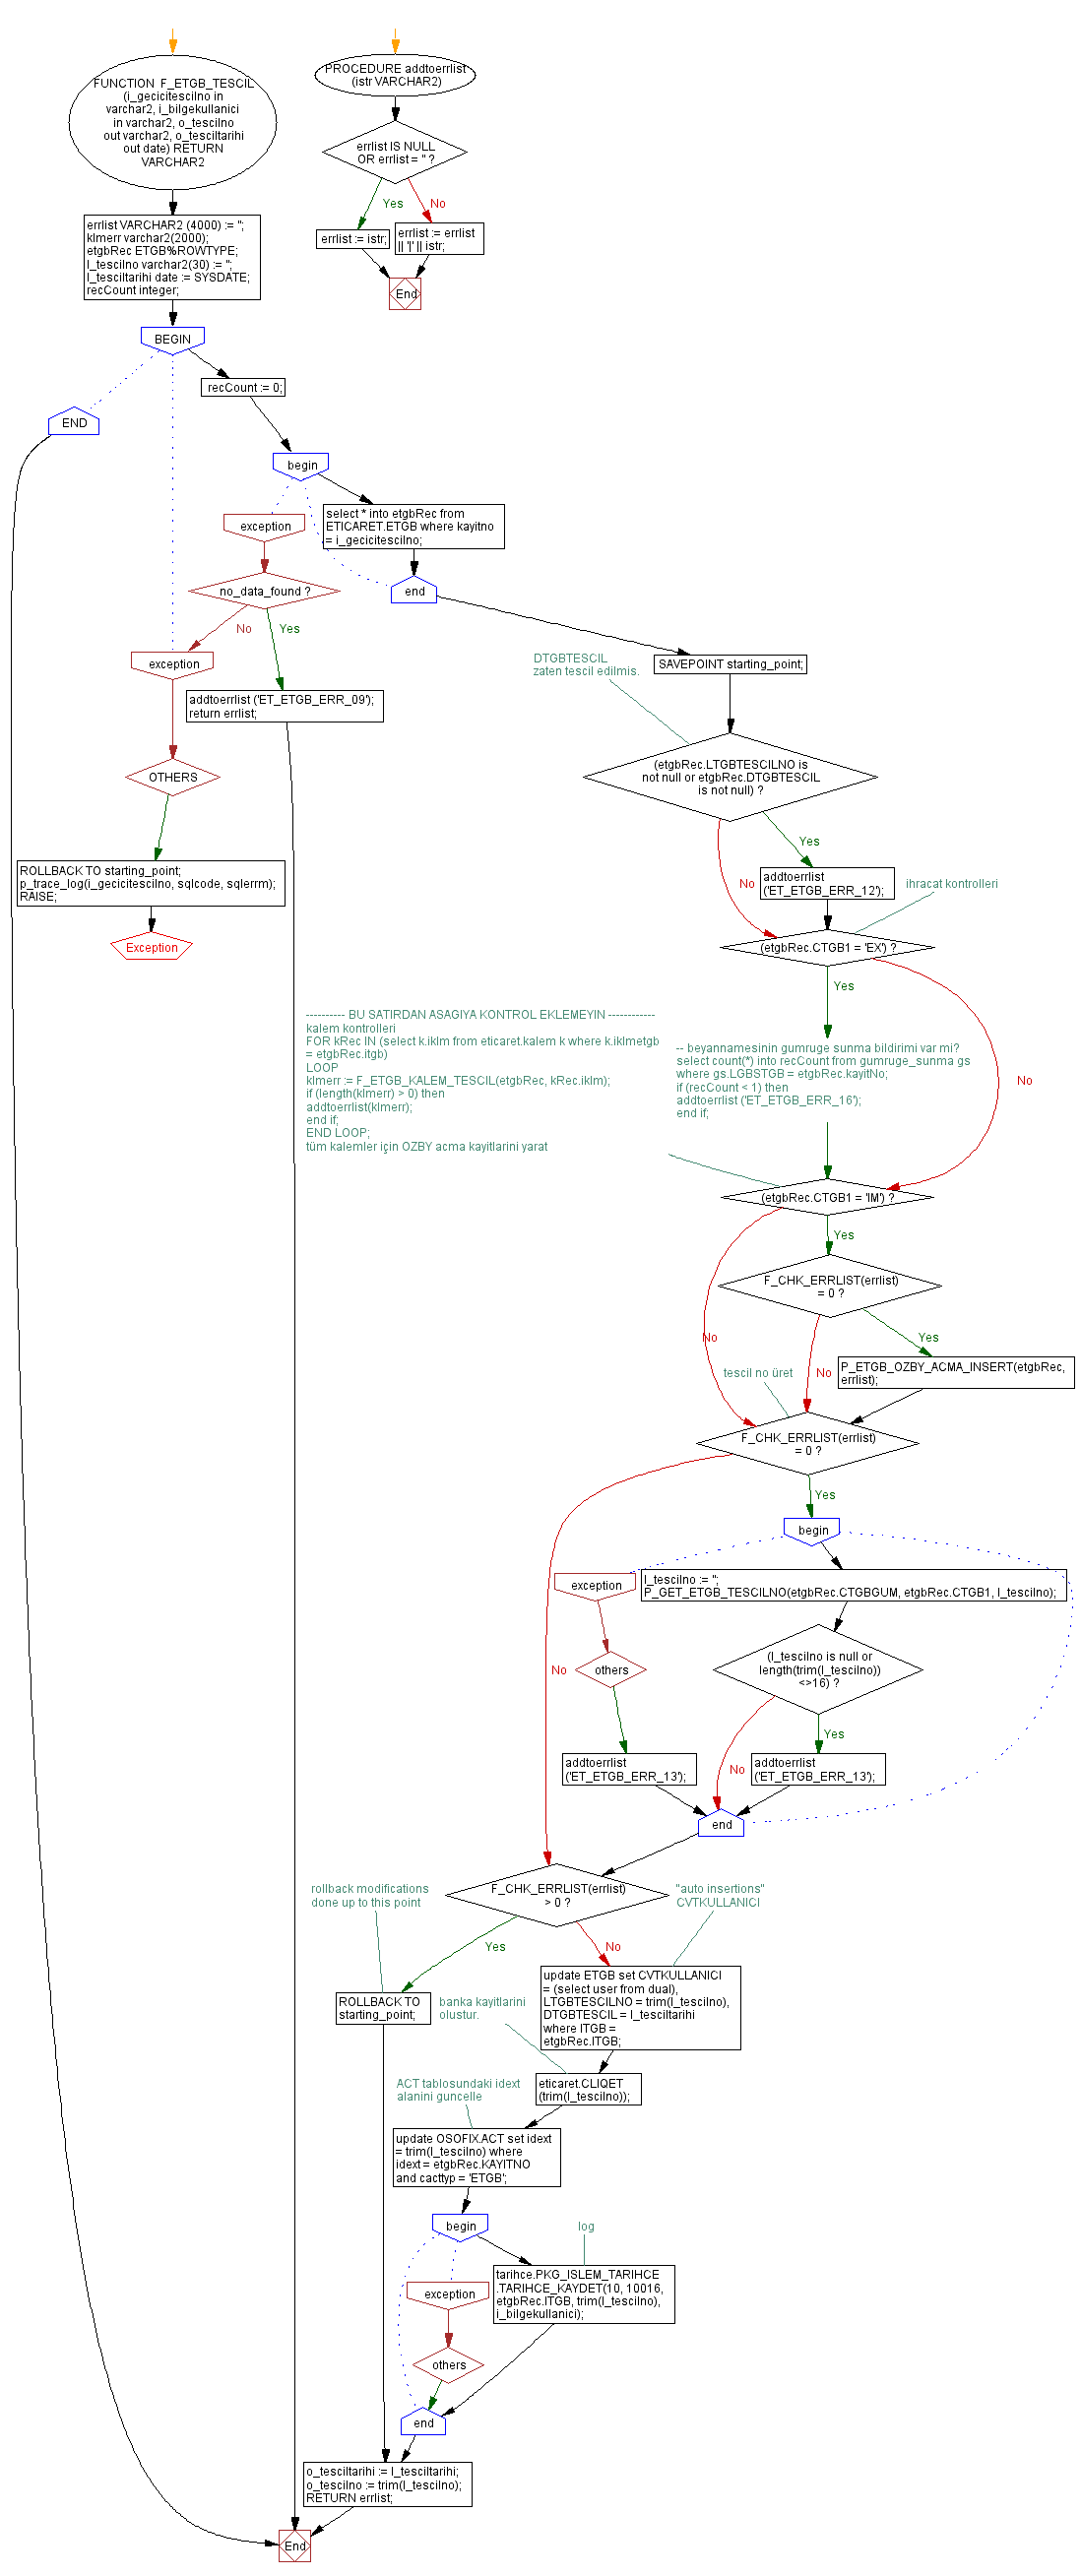 FUNCTION F_ETGB_TESCIL
(i_gecicitescilno in
varchar2, i_bilgekullanici
in varchar2, o_tescilno
out varchar2, o_tesciltarihi
out date) RETURN
VARCHAR2
PROCEDURE addtoerrlist
(istr VARCHAR2)
errlist IS NULL
OR errlist = '' ?
Yes
No
errlist := istr;
errlist := errlist
|| '|' || istr;
End
errlist VARCHAR2 (4000) := '';
klmerr varchar2(2000);
etgbRec ETGB%ROWTYPE;
l_tescilno varchar2(30) := '';
l_tesciltarihi date := SYSDATE;
recCount integer;
BEGIN
recCount := 0;
END
begin
select * into etgbRec from
ETICARET.ETGB where kayitno
= i_gecicitescilno;
exception
no_data_found ?
end
No
Yes
exception
addtoerrlist ('ET_ETGB_ERR_09');
return errlist;
OTHERS
ROLLBACK TO starting_point;
p_trace_log(i_gecicitescilno, sqlcode, sqlerrm);
RAISE;
Exception
DTGBTESCIL
zaten tescil edilmis.
SAVEPOINT starting_point;
(etgbRec.LTGBTESCILNO is
not null or etgbRec.DTGBTESCIL
is not null) ?
Yes
No
addtoerrlist
('ET_ETGB_ERR_12');
ihracat kontrolleri
(etgbRec.CTGB1 = 'EX') ?
Yes
No
---------- BU SATIRDAN ASAGIYA KONTROL EKLEMEYIN ------------
kalem kontrolleri
FOR kRec IN (select k.iklm from eticaret.kalem k where k.iklmetgb
= etgbRec.itgb)
LOOP
klmerr := F_ETGB_KALEM_TESCIL(etgbRec, kRec.iklm);
if (length(klmerr) > 0) then
addtoerrlist(klmerr);
end if;
END LOOP;
tüm kalemler için OZBY acma kayitlarini yarat
-- beyannamesinin gumruge sunma bildirimi var mi?
select count(*) into recCount from gumruge_sunma gs
where gs.LGBSTGB = etgbRec.kayitNo;
if (recCount < 1) then
addtoerrlist ('ET_ETGB_ERR_16');
end if;
(etgbRec.CTGB1 = 'IM') ?
Yes
No
F_CHK_ERRLIST(errlist)
= 0 ?
Yes
No
P_ETGB_OZBY_ACMA_INSERT(etgbRec,
errlist);
tescil no üret
F_CHK_ERRLIST(errlist)
= 0 ?
Yes
No
begin
exception
l_tescilno := '';
P_GET_ETGB_TESCILNO(etgbRec.CTGBGUM, etgbRec.CTGB1, l_tescilno);
others
(l_tescilno is null or
length(trim(l_tescilno))
<>16) ?
Yes
No
addtoerrlist
('ET_ETGB_ERR_13');
addtoerrlist
('ET_ETGB_ERR_13');
end
F_CHK_ERRLIST(errlist)
> 0 ?
Yes
No
rollback modifications
done up to this point
"auto insertions"
CVTKULLANICI
ROLLBACK TO
starting_point;
update ETGB set CVTKULLANICI
= (select user from dual),
LTGBTESCILNO = trim(l_tescilno),
DTGBTESCIL = l_tesciltarihi
where ITGB =
etgbRec.ITGB;
banka kayitlarini
olustur.
eticaret.CLIQET
(trim(l_tescilno));
ACT tablosundaki idext
alanini guncelle
update OSOFIX.ACT set idext
= trim(l_tescilno) where
idext = etgbRec.KAYITNO
and cacttyp = 'ETGB';
begin
log
exception
tarihce.PKG_ISLEM_TARIHCE
.TARIHCE_KAYDET(10, 10016,
etgbRec.ITGB, trim(l_tescilno),
i_bilgekullanici);
others
end
o_tesciltarihi := l_tesciltarihi;
o_tescilno := trim(l_tescilno);
RETURN errlist;
End